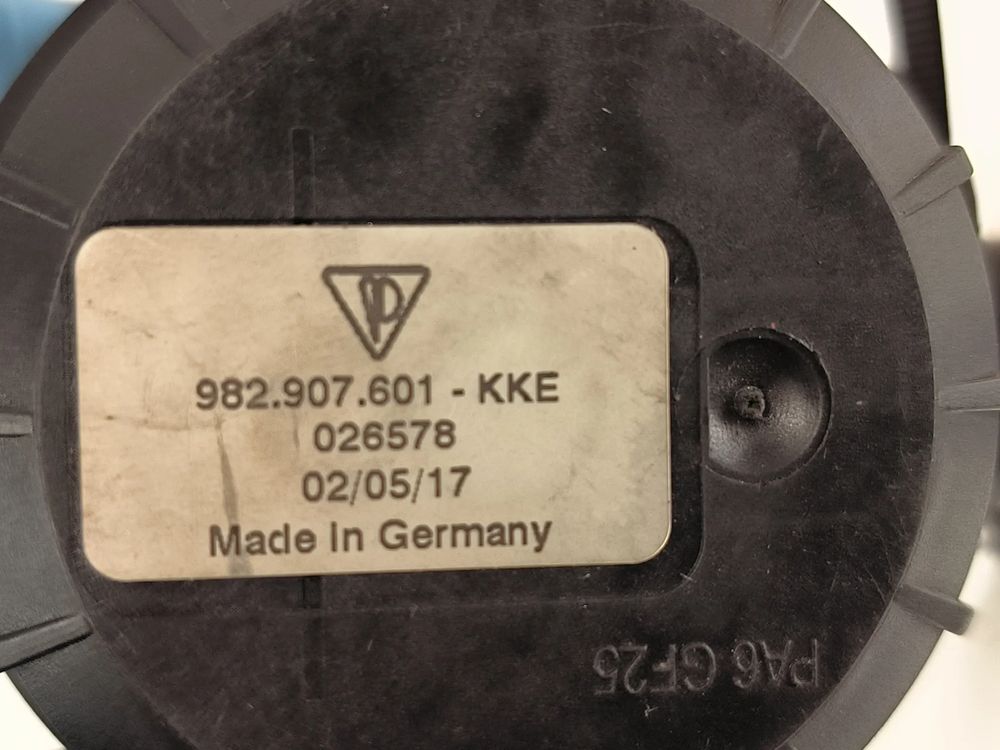 982.907.601 - KKE
026578
02/05/17
Made In Germany
PA6 GF25